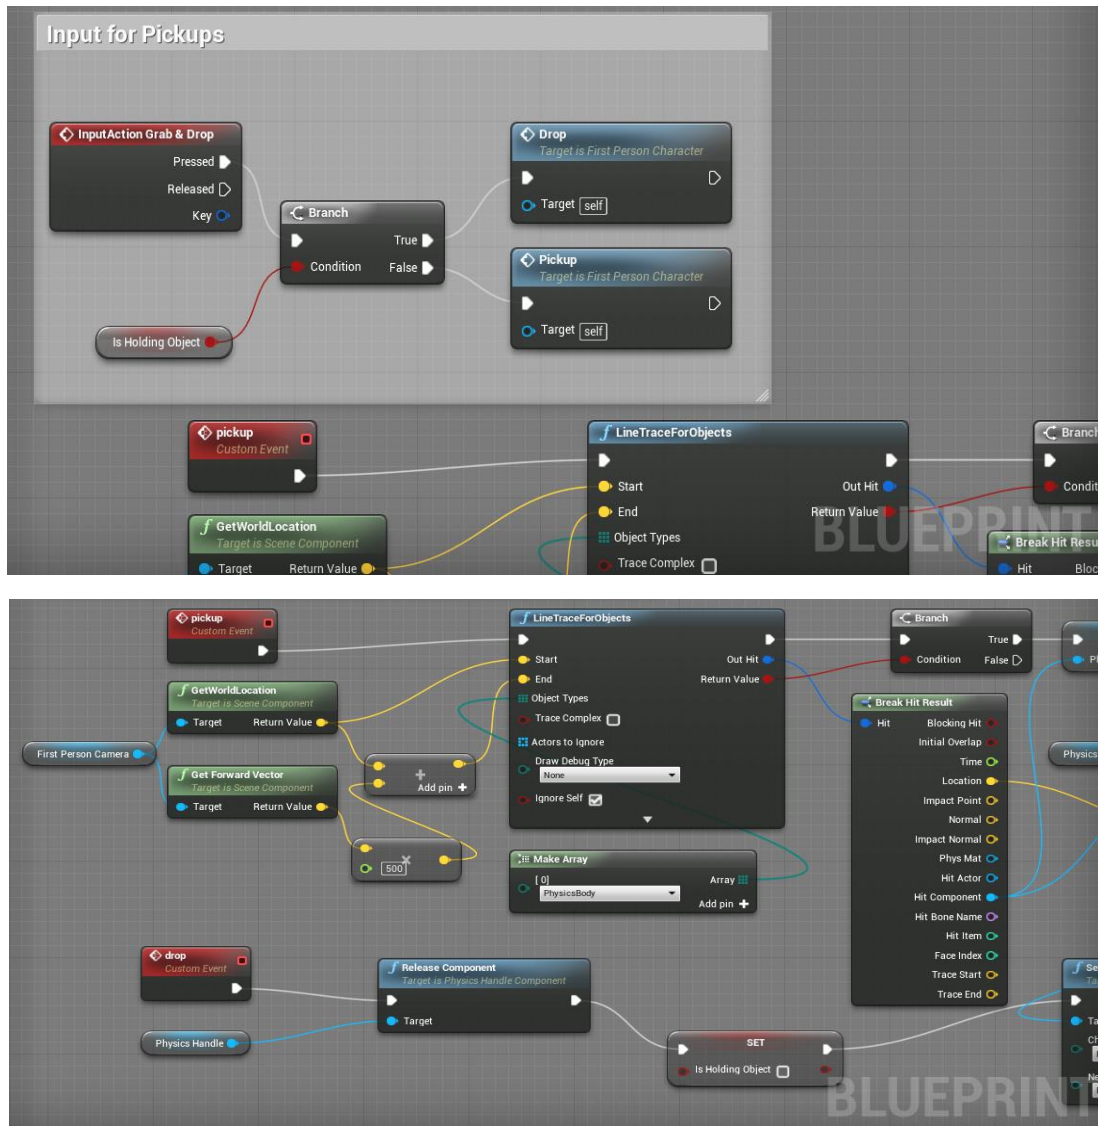 Input for Pickups
InputAction Grab & Drop
Pressed
Released
Key
Branch
True
Condition
False
Is Holding Object
Drop
Target is First Person Character
Target self
Pickup
Target is First Person Character
Target self
pickup
Custom Event
GetWorldLocation
Target is Scene Component
Target Return Value
LineTraceForObjects
Start Out Hit
End Return Value
Object Types
Trace Complex
Branch
Condit
Break Hit Resu
Hit Bloc
BLUEPRINT
pickup
Custom Event
GetWorldLocation
Target is Scene Component
Target Return Value
First Person Camera
Get Forward Vector
Target is Scene Component
Target Return Value
+
Add pin +
×
500
LineTraceForObjects
Start Out Hit
End Return Value
Object Types
Trace Complex
Actors to Ignore
Draw Debug Type
None
Ignore Self
Make Array
[0] Array
PhysicsBody
Add pin +
Branch
True
Condition False
Break Hit Result
Hit Blocking Hit
Initial Overlap
Time
Location
Impact Point
Normal
Impact Normal
Phys Mat
Hit Actor
Hit Component
Hit Bone Name
Hit Item
Face Index
Trace Start
Trace End
Ph
Physics
drop
Custom Event
Physics Handle
Release Component
Target is Physics Handle Component
Target
SET
Is Holding Object
Se
Ta
Ta
Ch
Ne
BLUEPRINT